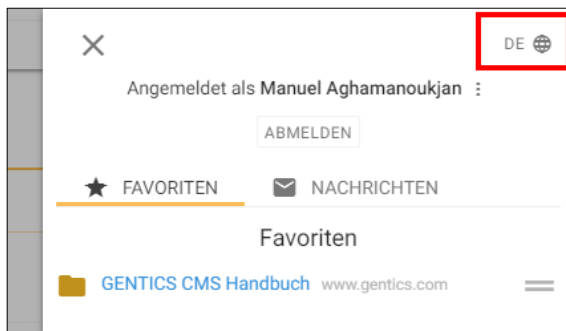 DE
Angemeldet als Manuel Aghamanoukjan
ABMELDEN
FAVORITEN NACHRICHTEN
Favoriten
GENTICS CMS Handbuch www.gentics.com